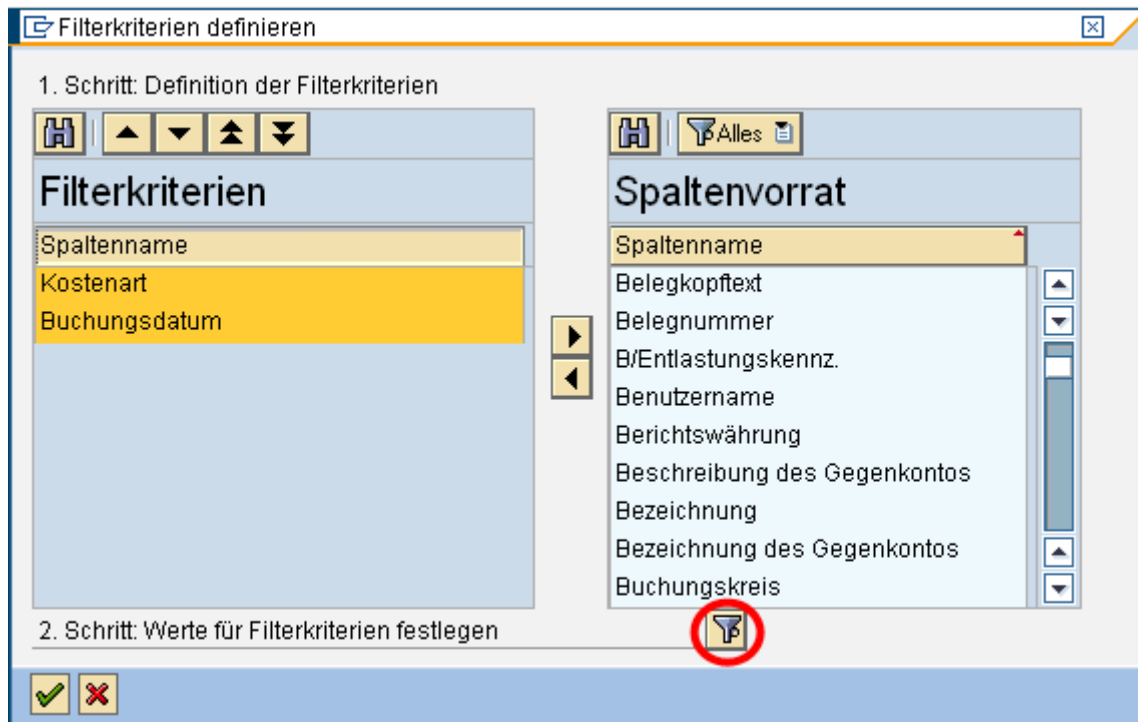 Filterkriterien definieren
1. Schritt: Definition der Filterkriterien
Alles
Filterkriterien
Spaltenname
Kostenart
Buchungsdatum
Spaltenvorrat
Spaltenname
Belegkopftext
Belegnummer
B/Entlastungskennz.
Benutzername
Berichtswährung
Beschreibung des Gegenkontos
Bezeichnung
Bezeichnung des Gegenkontos
Buchungskreis
2. Schritt: Werte für Filterkriterien festlegen